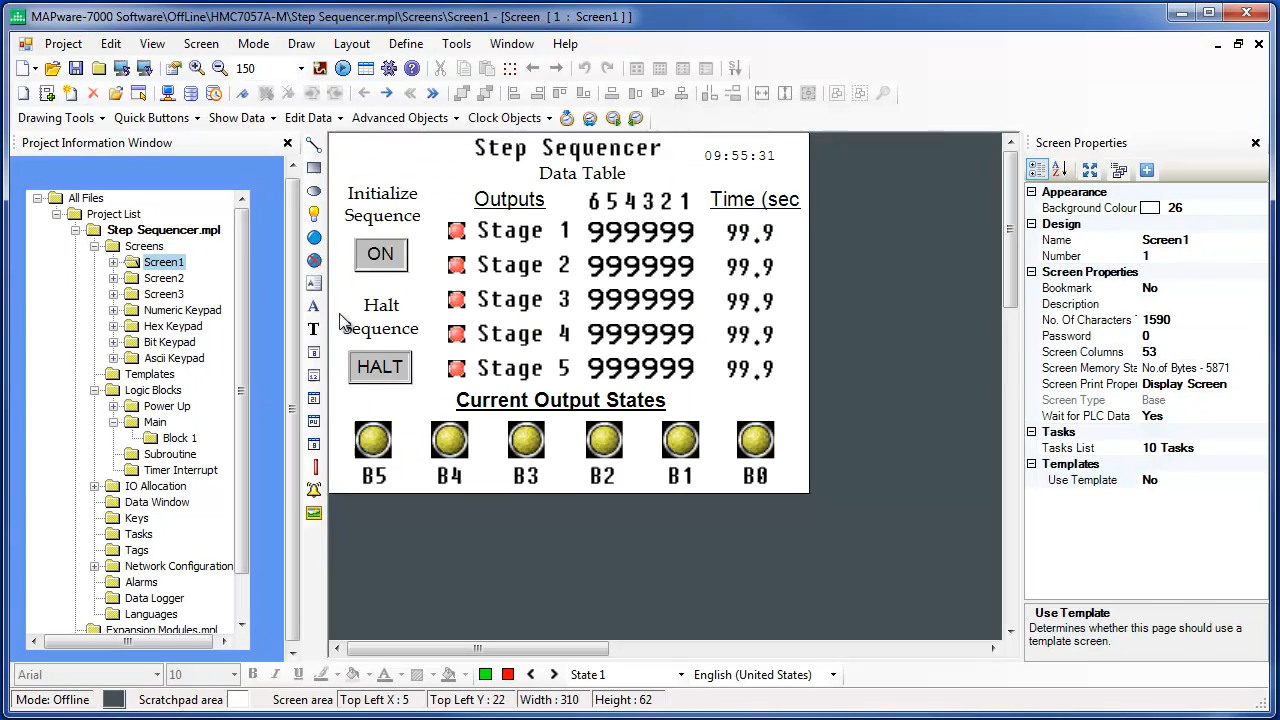 MAPware-7000 Software\OffLine\HMC7057A-M\Step Sequencer.mpl\Screens\Screen1 - [Screen [ 1 : Screen1 ] ]
Project Edit View Screen Mode Draw Layout Define Tools Window Help
150
Drawing Tools Quick Buttons Show Data Edit Data Advanced Objects Clock Objects
Project Information Window
All Files
Project List
Step Sequencer.mpl
Screens
Screen1
Screen2
Screen3
Numeric Keypad
Hex Keypad
Bit Keypad
Ascii Keypad
Templates
Logic Blocks
Power Up
Main
Block 1
Subroutine
Timer Interrupt
IO Allocation
Data Window
Keys
Tasks
Tags
Network Configuration
Alarms
Data Logger
Languages
Expansion Modules.mpl
Step Sequencer 09:55:31
Data Table
Initialize
Sequence
ON
Halt
Sequence
HALT
Outputs 6 5 4 3 2 1 Time (sec
Stage 1 999999 99.9
Stage 2 999999 99.9
Stage 3 999999 99.9
Stage 4 999999 99.9
Stage 5 999999 99.9
Current Output States
B5 B4 B3 B2 B1 B0
Screen Properties
Appearance
Background Colour 26
Design
Name Screen1
Number 1
Screen Properties
Bookmark No
Description
No. Of Characters 1590
Password 0
Screen Columns 53
Screen Memory Sta No.of Bytes - 5871
Screen Print Proper Display Screen
Screen Type Base
Wait for PLC Data Yes
Tasks
Tasks List 10 Tasks
Templates
Use Template No
Use Template
Determines whether this page should use a
template screen.
Arial 10 B I U A State 1 English (United States)
Mode: Offline Scratchpad area Screen area Top Left X : 5 Top Left Y : 22 Width : 310 Height : 62